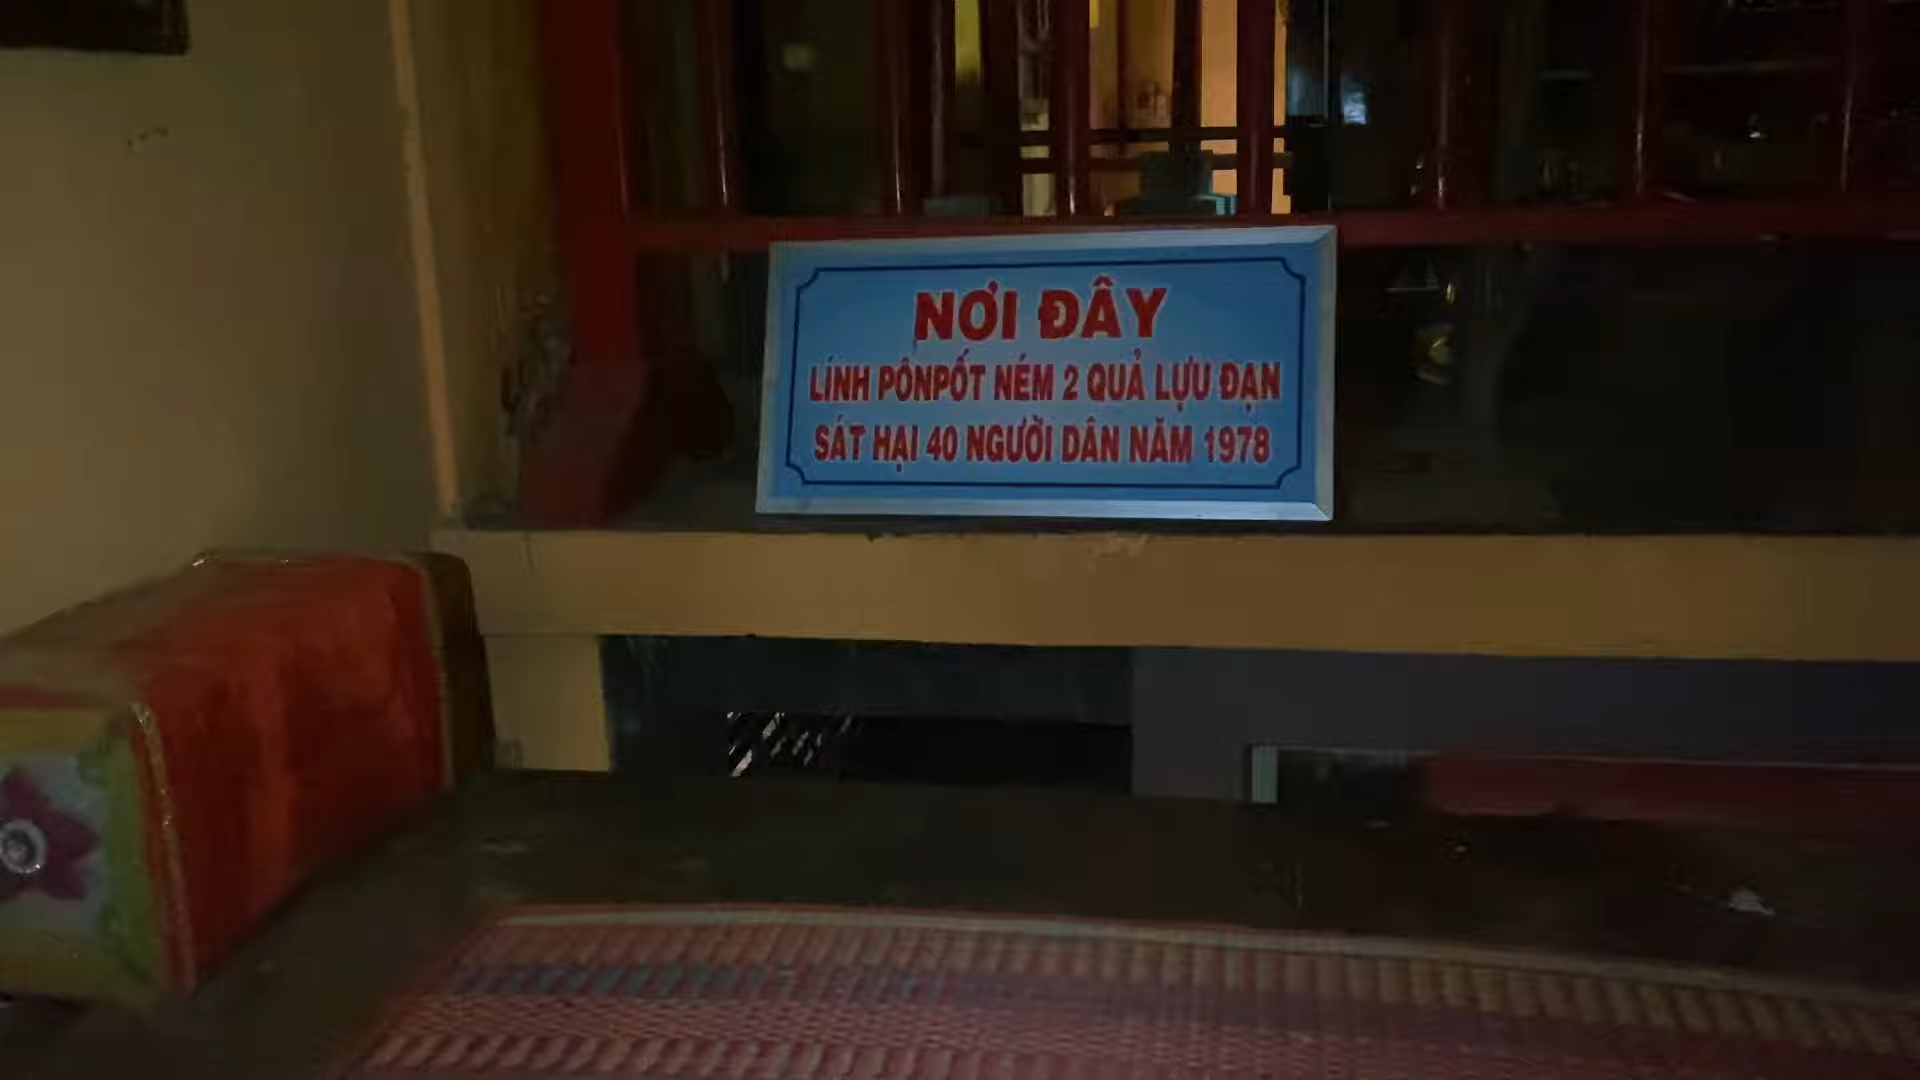 NƠI ĐÂY
LÍNH PÔNPỐT NÉM 2 QUẢ LỰU ĐẠN
SÁT HẠI 40 NGƯỜI DÂN NĂM 1978